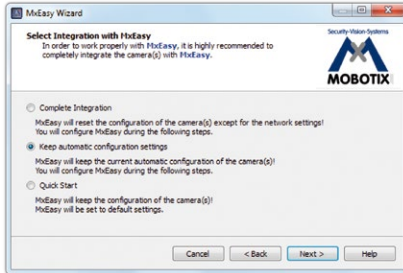 MxEasy Wizard
Select Integration with MxEasy
In order to work properly with MxEasy, it is highly recommended to
completely integrate the camera(s) with MxEasy.
Security-Vision-Systems
MOBOTIX
Complete Integration
MxEasy will reset the configuration of the camera(s) except for the network settings!
You will configure MxEasy during the following steps.
Keep automatic configuration settings
MxEasy will keep the current automatic configuration of the camera(s)!
You will configure MxEasy during the following steps.
Quick Start
MxEasy will keep the configuration of the camera(s)!
MxEasy will be set to default settings.
Cancel
< Back
Next >
Help